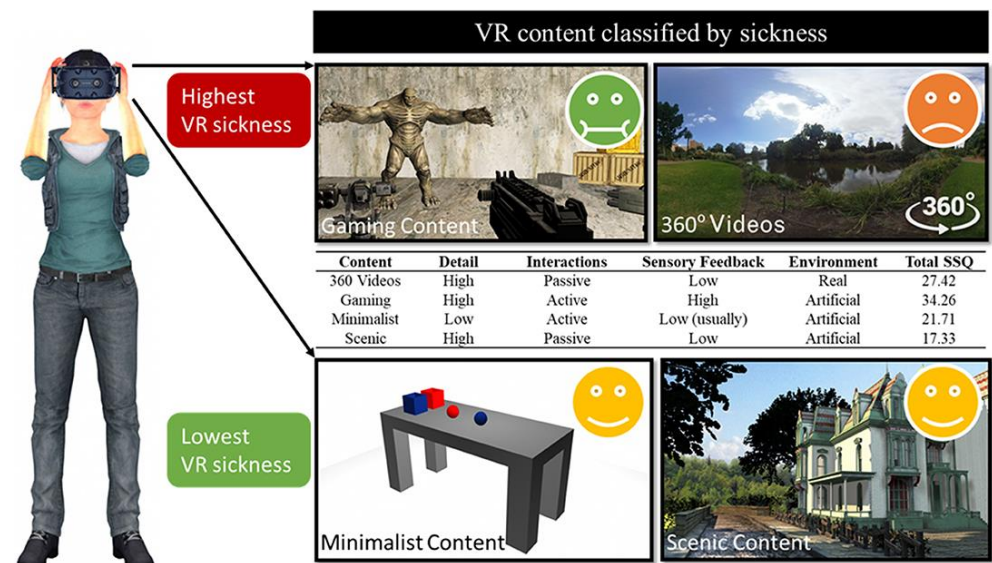 VR content classified by sickness
Highest
VR sickness
Gaming Content
360° Videos
360°
Content Detail Interactions Sensory Feedback Environment Total SSQ
360 Videos High Passive Low Real 27.42
Gaming High Active High Artificial 34.26
Minimalist Low Active Low (usually) Artificial 21.71
Scenic High Passive Low Artificial 17.33
Lowest
VR sickness
Minimalist Content
Scenic Content